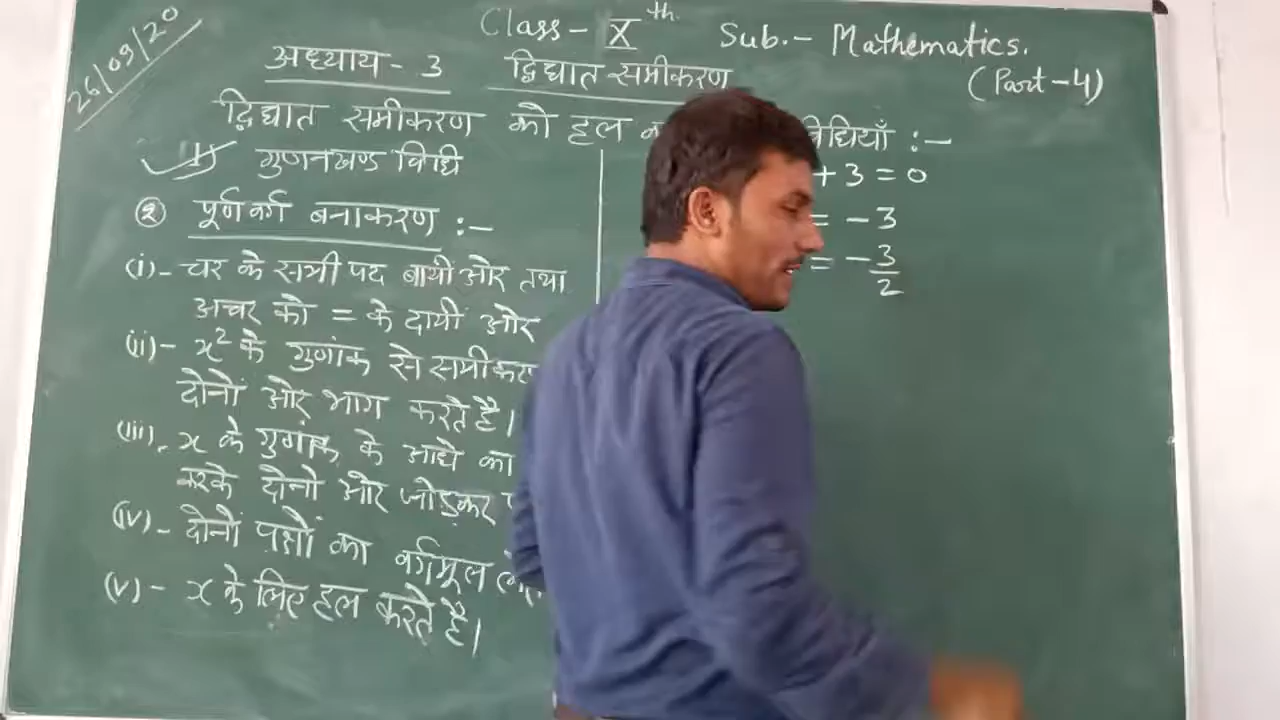 26/09/20
Class - Xth. Sub. - Mathematics.
(Part-4)
अध्याय - 3 द्विघात समीकरण
द्विघात समीकरण को हल विधियाँ :-
1) गुणनखण्ड विधी
② पूर्ण वर्ग बनाकरण :-
(i)- चर के सभी पद बायीं ओर तथा
अचर को = के दायीं ओर
(ii)- x² के गुणांक से समीकरण
दोनों ओर भाग करते है।
(iii). x के गुणांक के आधे का
करके दोनो ओर जोड़कर
(iv)- दोनों पक्षों का वर्गमूल
(v)- x के लिए हल करते है।
+ 3 = 0
= - 3
= - 3/2